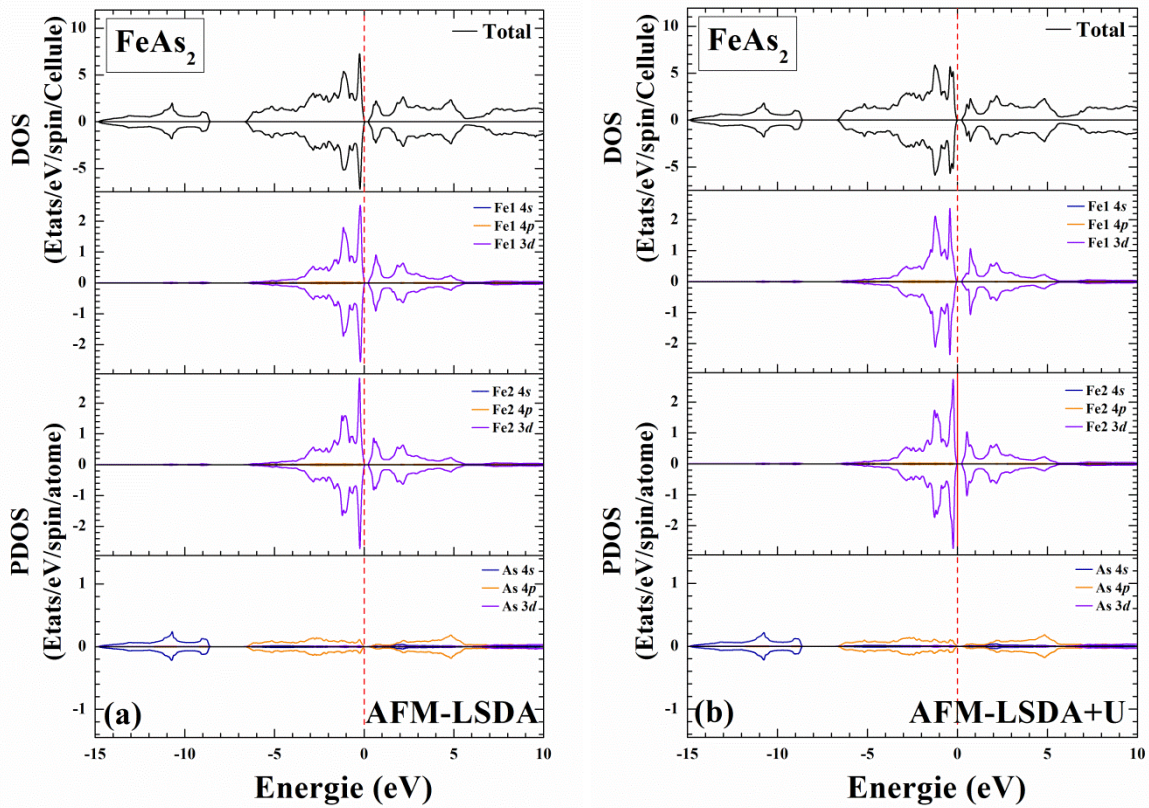 FeAs2
Total
10
5
0
-5
DOS
(Etats/eV/spin/Cellule)
Fe1 4s
Fe1 4p
Fe1 3d
2
1
0
-1
-2
Fe2 4s
Fe2 4p
Fe2 3d
2
1
0
-1
-2
PDOS
(Etats/eV/spin/atome)
As 4s
As 4p
As 3d
1
0
-1
(a)
AFM-LSDA
-15 -10 -5 0 5 10
Energie (eV)
FeAs2
Total
10
5
0
-5
DOS
(Etats/eV/spin/Cellule)
Fe1 4s
Fe1 4p
Fe1 3d
2
1
0
-1
-2
Fe2 4s
Fe2 4p
Fe2 3d
2
1
0
-1
-2
PDOS
(Etats/eV/spin/atome)
As 4s
As 4p
As 3d
1
0
-1
(b)
AFM-LSDA+U
-15 -10 -5 0 5 10
Energie (eV)